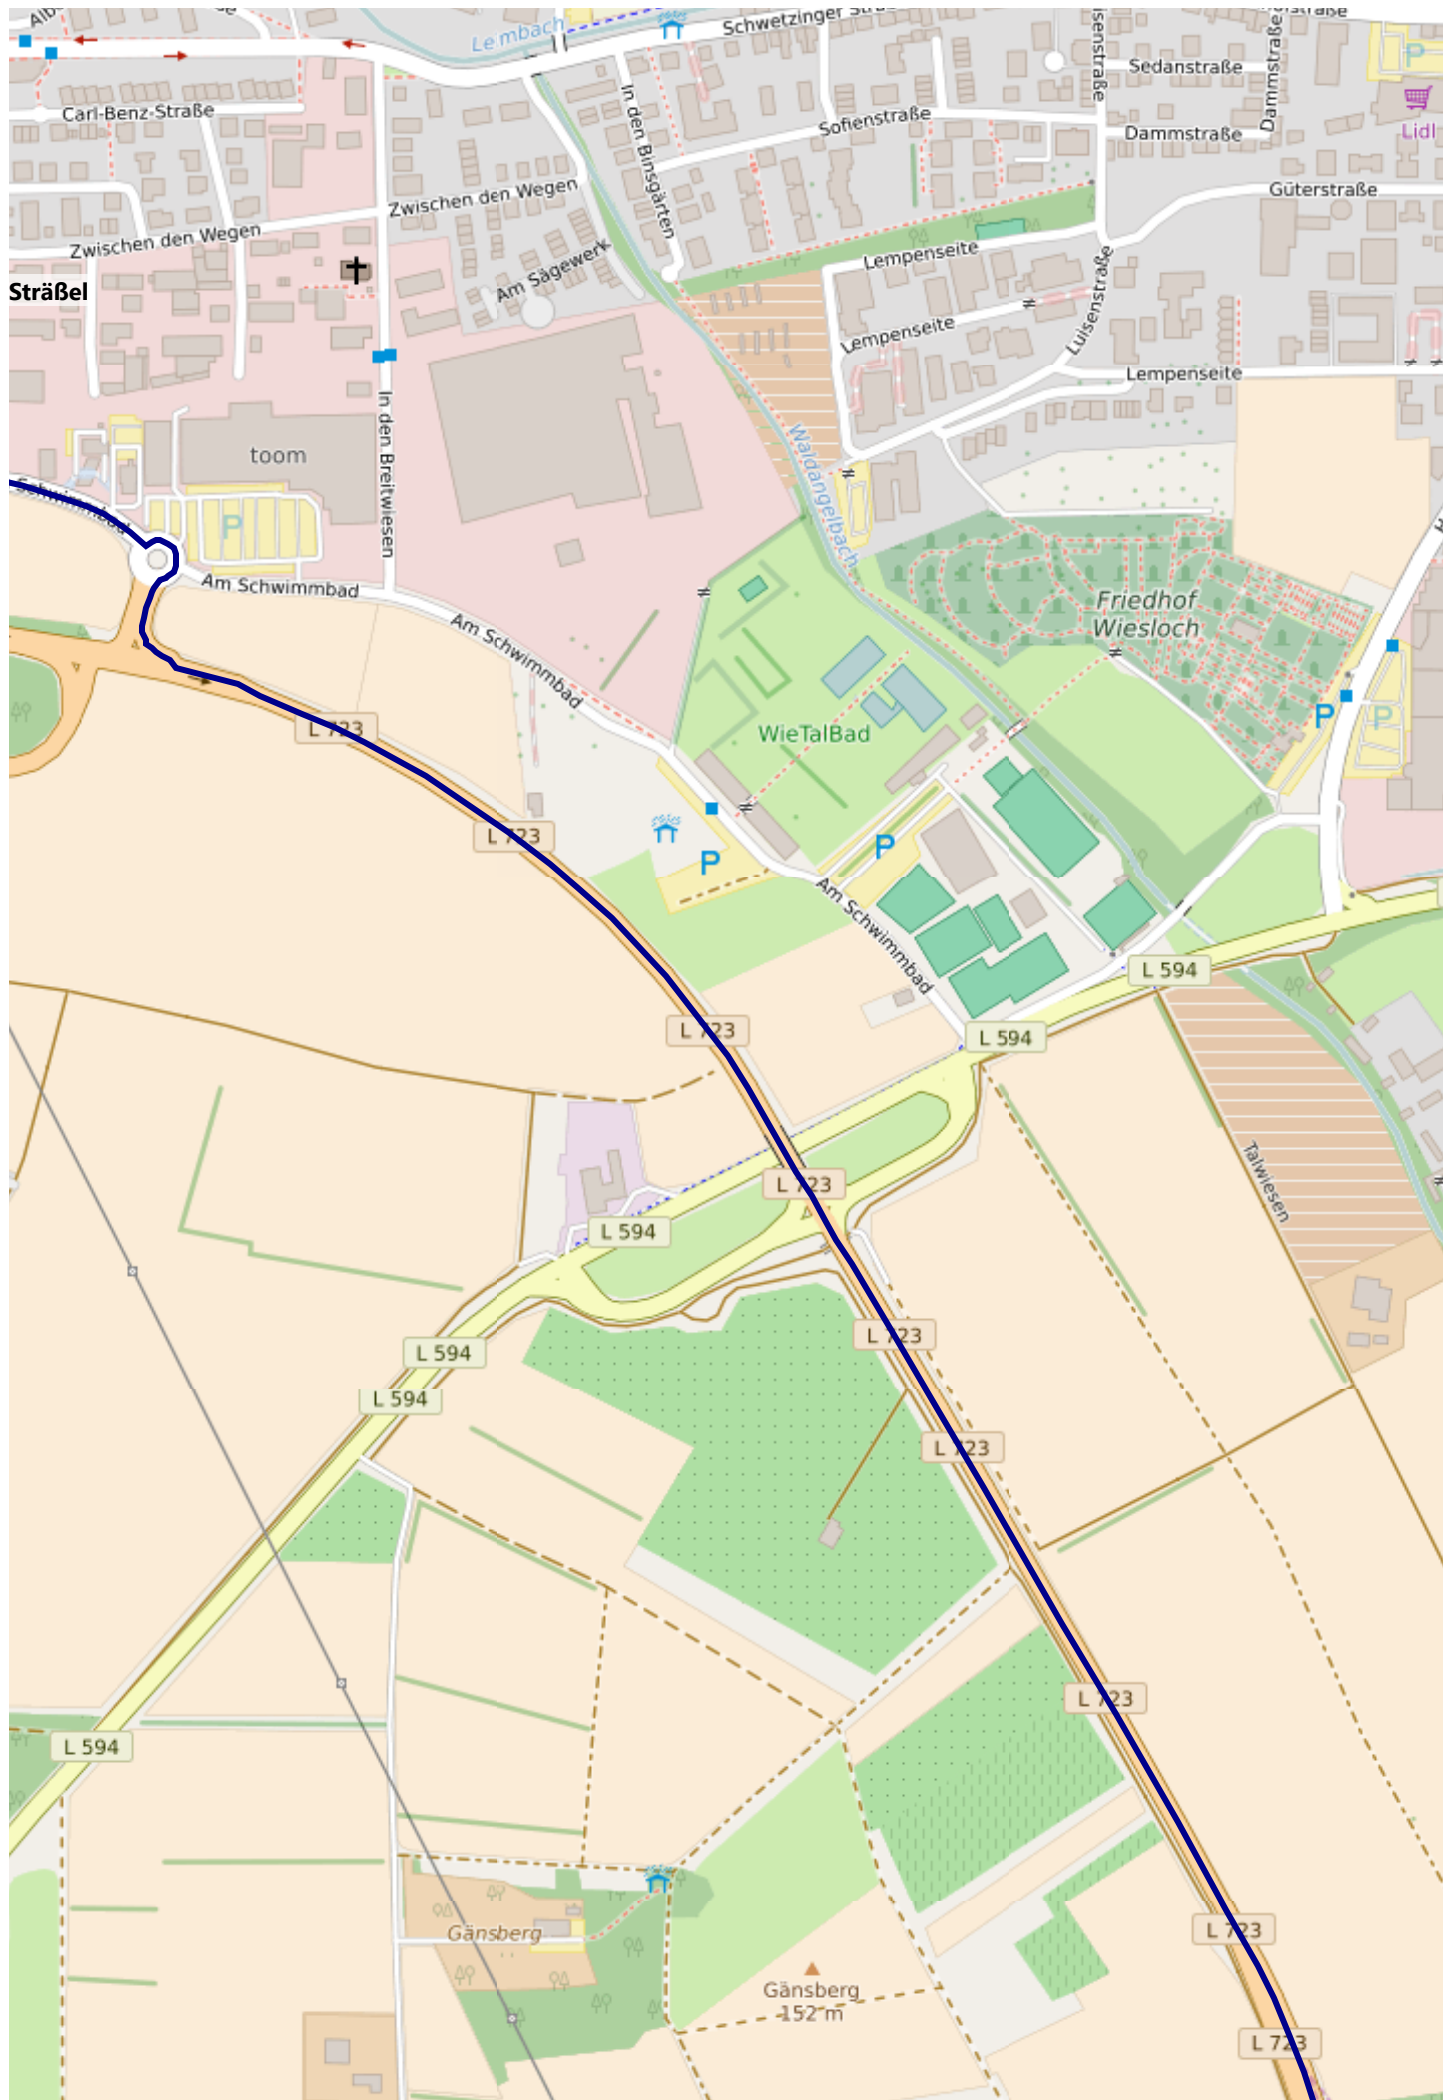 Leimbach
Schwetzinger
Sedanstraße
Dammstraße
Carl-Benz-Straße
In den Binsgärten
Sofienstraße
Dammstraße
Lidl
Zwischen den Wegen
Güterstraße
Zwischen den Wegen
Am Sägewerk
Lempenseite
Sträßel
Lempenseite
Luisenstraße
Lempenseite
In den Breitwiesen
toom
Waldangelbach
Schwimmbad
P
P
Am Schwimmbad
Am Schwimmbad
Friedhof
Wiesloch
WieTalBad
L 723
P
P
L 723
P
P
Am Schwimmbad
L 594
L 723
L 594
Talwiesen
L 723
L 594
L 723
L 594
L 594
L 723
L 723
L 594
Gänsberg
L 723
Gänsberg
152 m
L 723